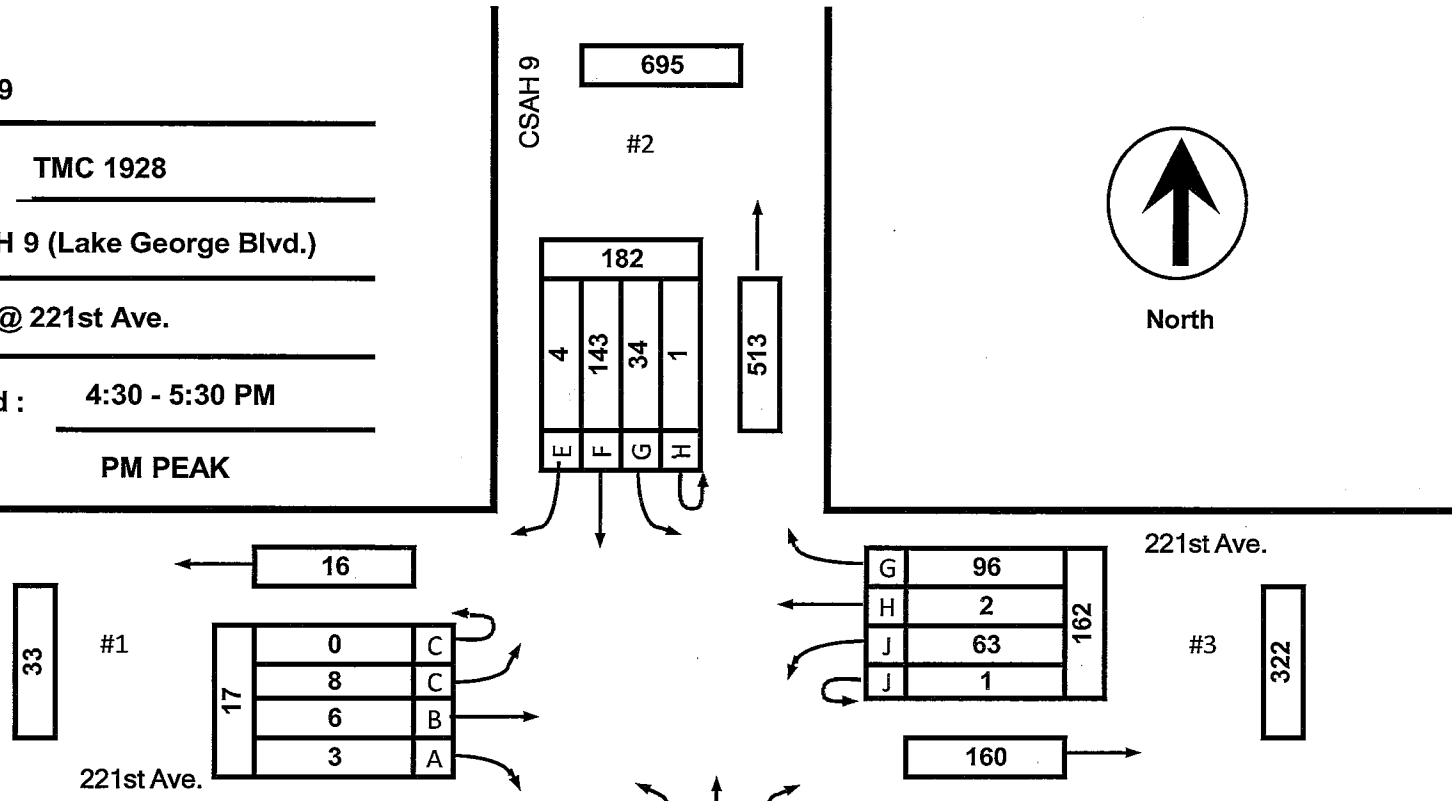 9
TMC 1928
H 9 (Lake George Blvd.)
@ 221st Ave.
d : 4:30 - 5:30 PM
PM PEAK
CSAH 9
695
#2
182
4 143 34 1
E F G H
513
North
16
33
#1
17
0 C
8 C
6 B
3 A
221st Ave.
221st Ave.
G 96
H 2
J 63
J 1
162
#3
322
160